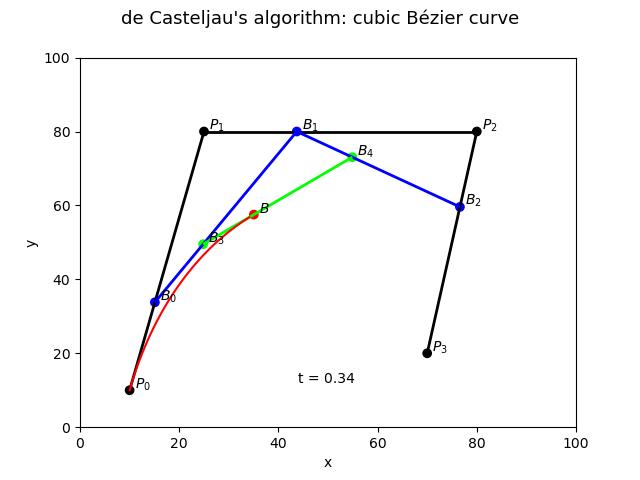 de Casteljau's algorithm: cubic Bézier curve
100
80
60
40
20
0
y
P₁
B₁
P₂
B₄
B₂
B
B₃
B₀
P₃
P₀
t = 0.34
0 20 40 60 80 100
x